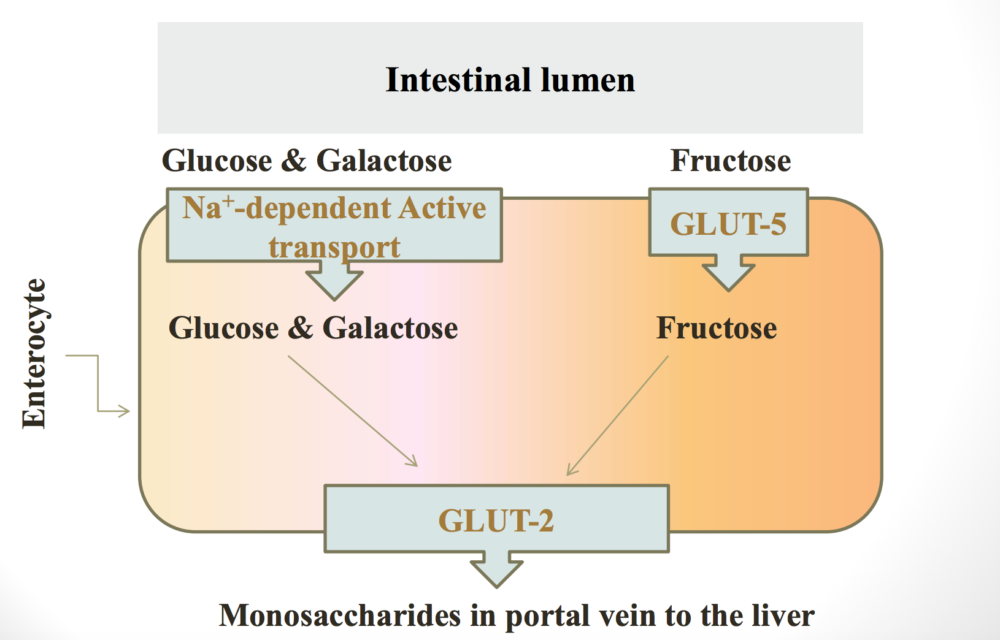 Intestinal lumen
Glucose & Galactose
Fructose
Na⁺-dependent Active
transport
GLUT-5
Glucose & Galactose
Fructose
Enterocyte
GLUT-2
Monosaccharides in portal vein to the liver